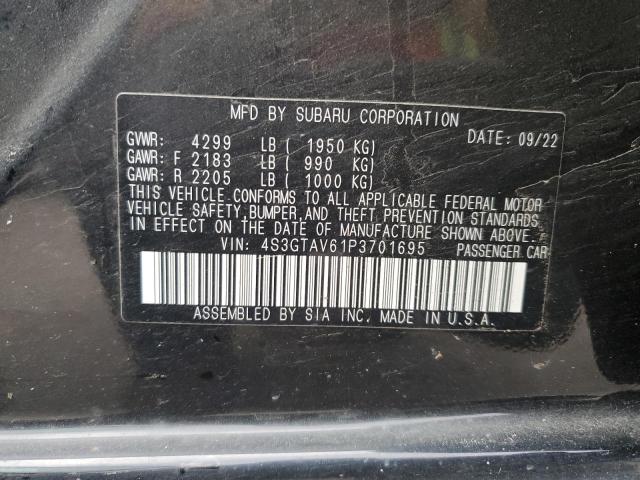 MFD BY SUBARU CORPORATION
GVWR: 4299 LB ( 1950 KG) DATE: 09/22
GAWR: F 2183 LB ( 990 KG)
GAWR: R 2205 LB ( 1000 KG)
THIS VEHICLE CONFORMS TO ALL APPLICABLE FEDERAL MOTOR
VEHICLE SAFETY, BUMPER, AND THEFT PREVENTION STANDARDS
IN EFFECT ON THE DATE OF MANUFACTURE SHOWN ABOVE.
VIN: 4S3GTAV61P3701695 PASSENGER CAR
ASSEMBLED BY SIA INC. MADE IN U.S.A.